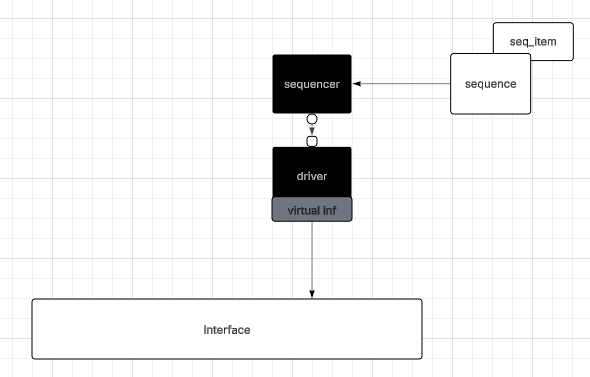 seq_item
sequencer
sequence
driver
virtual inf
Interface